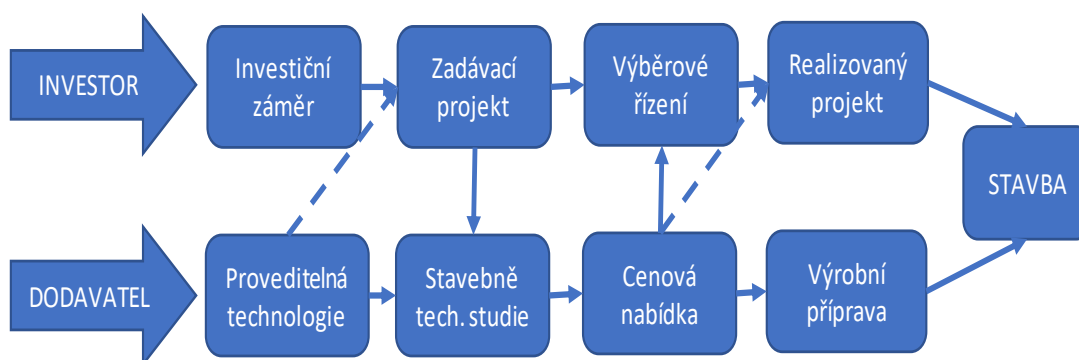 INVESTOR
Investiční
záměr
Zadávací
projekt
Výběrové
řízení
Realizovaný
projekt
STAVBA
DODAVATEL
Proveditelná
technologie
Stavebně
tech. studie
Cenová
nabídka
Výrobní
příprava